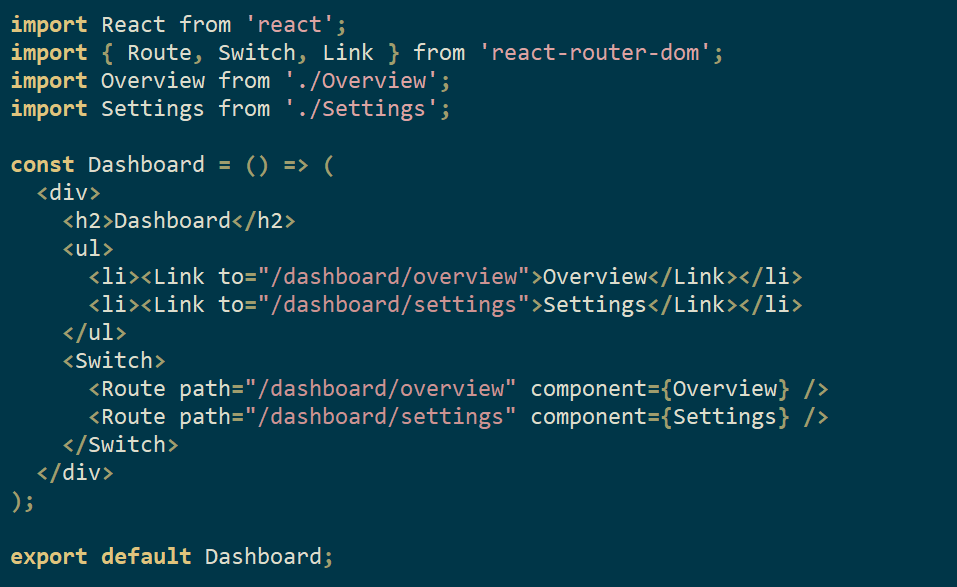 import React from 'react';
import { Route, Switch, Link } from 'react-router-dom';
import Overview from './Overview';
import Settings from './Settings';

const Dashboard = () => (
  <div>
    <h2>Dashboard</h2>
    <ul>
      <li><Link to="/dashboard/overview">Overview</Link></li>
      <li><Link to="/dashboard/settings">Settings</Link></li>
    </ul>
    <Switch>
      <Route path="/dashboard/overview" component={Overview} />
      <Route path="/dashboard/settings" component={Settings} />
    </Switch>
  </div>
);

export default Dashboard;